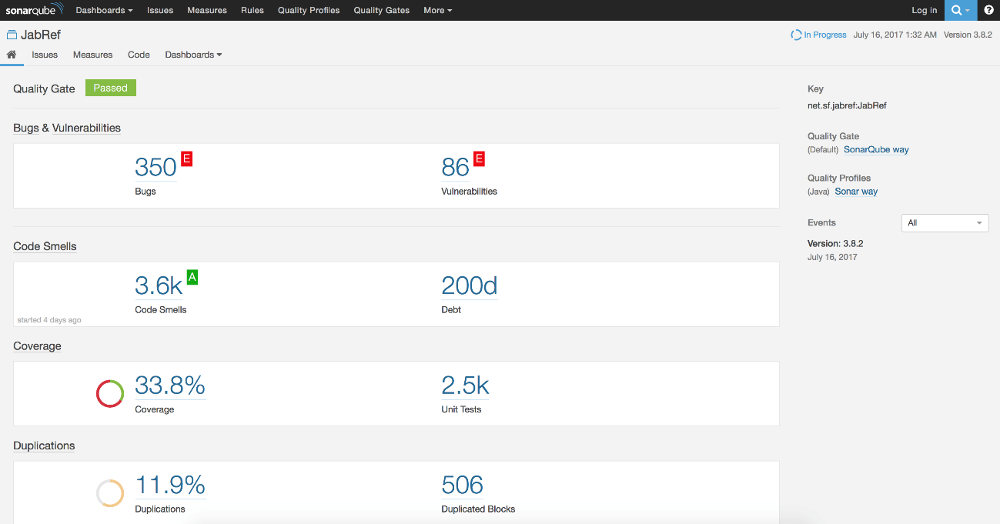 sonarqube Dashboards Issues Measures Rules Quality Profiles Quality Gates More Log in ?
JabRef In Progress July 16, 2017 1:32 AM Version 3.8.2
Issues Measures Code Dashboards
Quality Gate Passed
Key
net.sf.jabref:JabRef
Bugs & Vulnerabilities
Quality Gate
(Default) SonarQube way
350 E 86 E
Bugs Vulnerabilities
Quality Profiles
(Java) Sonar way
Events All
Version: 3.8.2
July 16, 2017
Code Smells
3.6k A 200d
Code Smells Debt
started 4 days ago
Coverage
33.8% 2.5k
Coverage Unit Tests
Duplications
11.9% 506
Duplications Duplicated Blocks